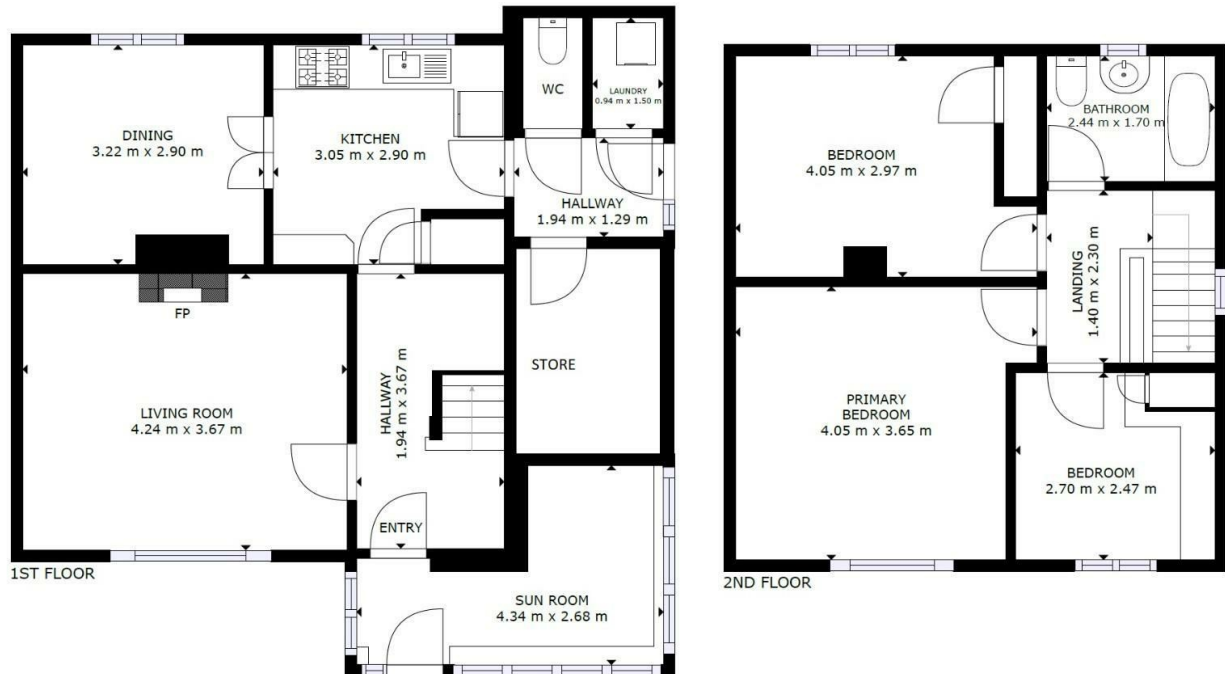 WC
LAUNDRY
0.94 m x 1.50 m
DINING
3.22 m x 2.90 m
KITCHEN
3.05 m x 2.90 m
HALLWAY
1.94 m x 1.29 m
FP
STORE
HALLWAY
1.94 m x 3.67 m
LIVING ROOM
4.24 m x 3.67 m
ENTRY
1ST FLOOR
SUN ROOM
4.34 m x 2.68 m
BATHROOM
2.44 m x 1.70 m
BEDROOM
4.05 m x 2.97 m
LANDING
1.40 m x 2.30 m
PRIMARY
BEDROOM
4.05 m x 3.65 m
BEDROOM
2.70 m x 2.47 m
2ND FLOOR